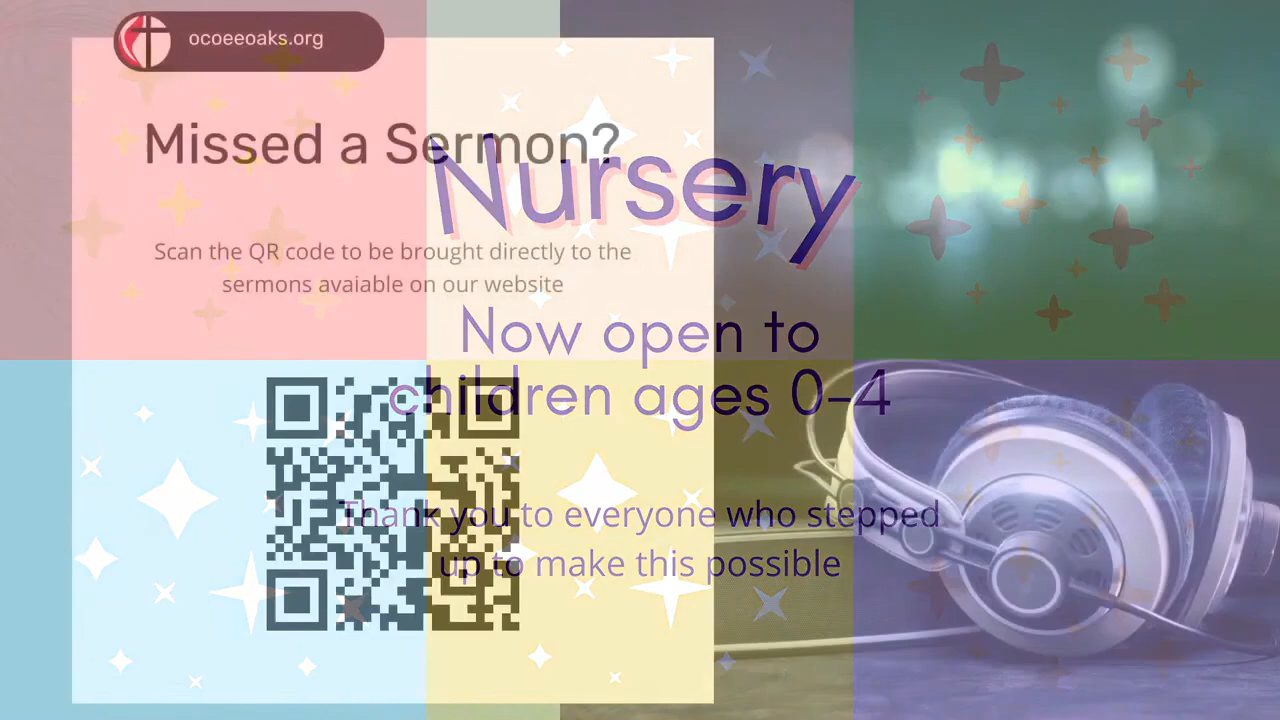 ocoeeoaks.org
Missed a Sermon?
Scan the QR code to be brought directly to the
sermons avaiable on our website
Nursery
Now open to
children ages 0-4
Thank you to everyone who stepped
up to make this possible